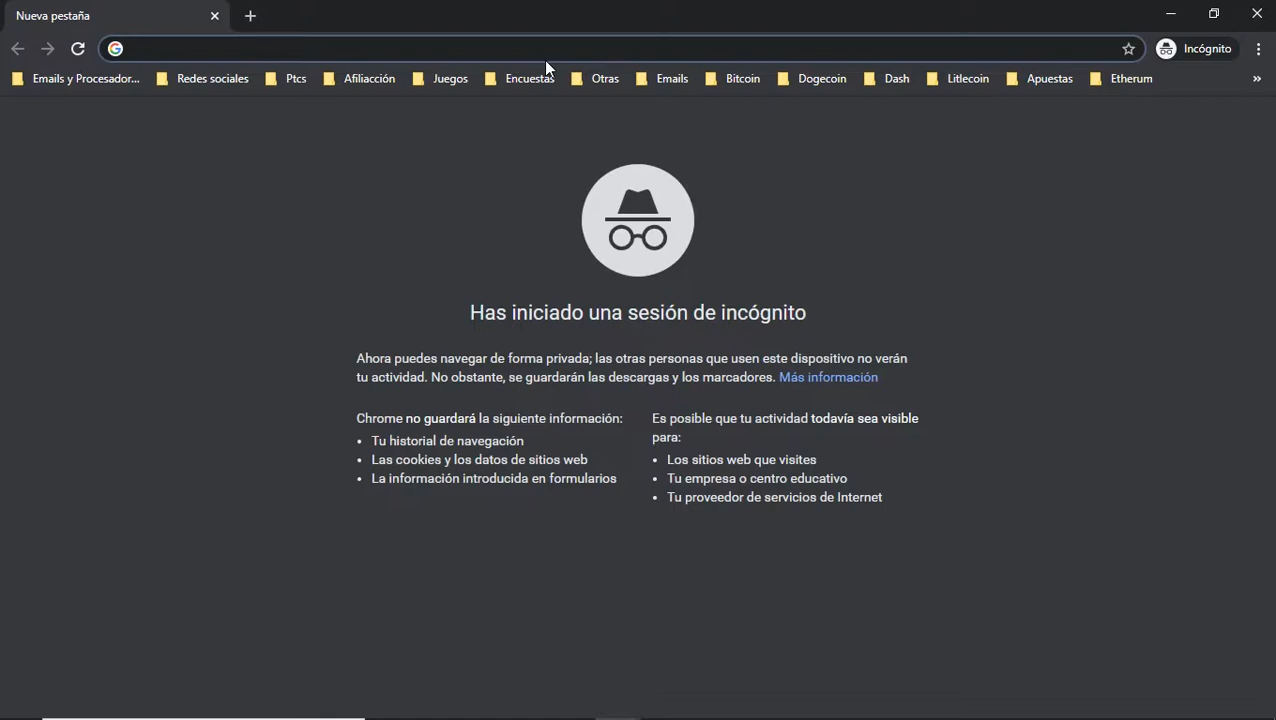 Nueva pestaña
Incógnito
Emails y Procesador... Redes sociales Ptcs Afiliacción Juegos Encuestas Otras Emails Bitcoin Dogecoin Dash Litlecoin Apuestas Etherum »
Has iniciado una sesión de incógnito
Ahora puedes navegar de forma privada; las otras personas que usen este dispositivo no verán
tu actividad. No obstante, se guardarán las descargas y los marcadores. Más información
Chrome no guardará la siguiente información:
• Tu historial de navegación
• Las cookies y los datos de sitios web
• La información introducida en formularios
Es posible que tu actividad todavía sea visible
para:
• Los sitios web que visites
• Tu empresa o centro educativo
• Tu proveedor de servicios de Internet